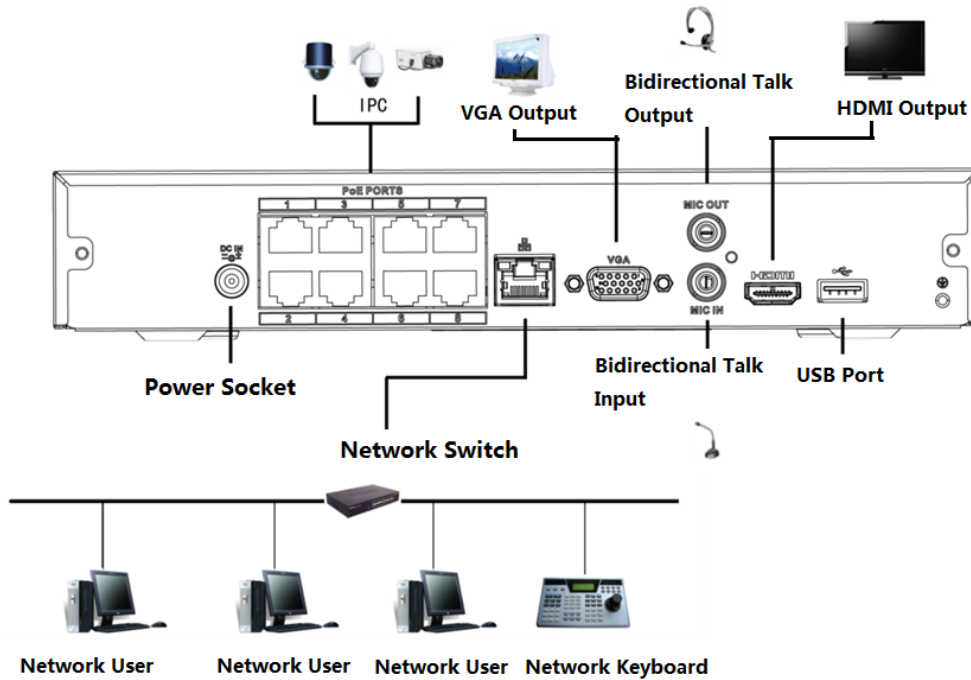 IPC
VGA Output
Bidirectional Talk
Output
HDMI Output
PoE PORTS
1 3 5 7
MIC OUT
DC IN
VGA
HDMI
2 4 6 8
MIC IN
Power Socket
Bidirectional Talk
Input
USB Port
Network Switch
Network User
Network User
Network User
Network Keyboard